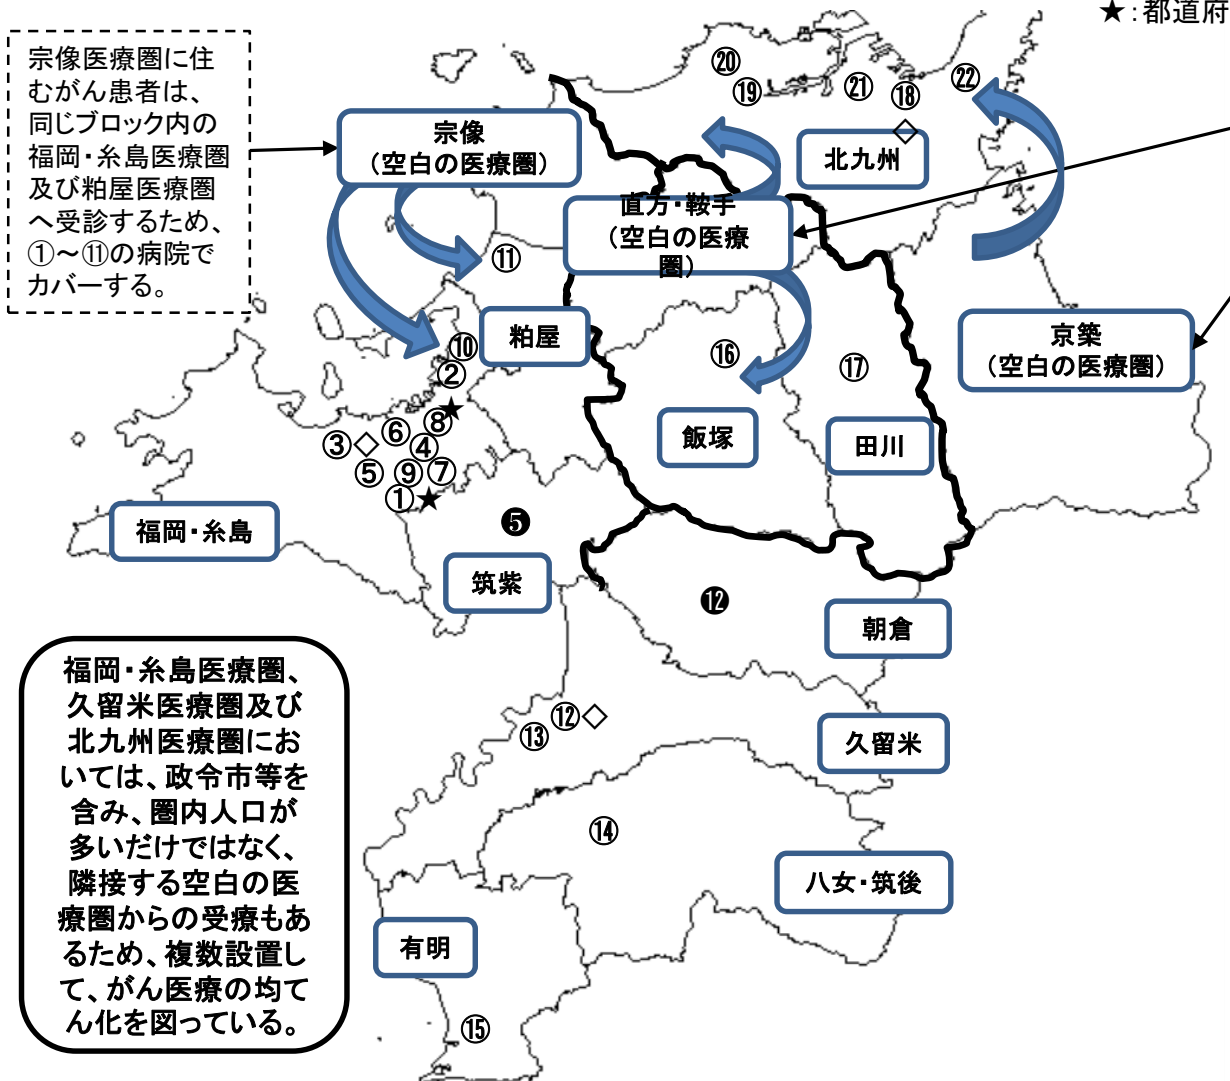 ★:都道府
宗像医療圏に住
むがん患者は、
同じブロック内の
福岡・糸島医療圏
及び粕屋医療圏
へ受診するため、
①～⑪の病院で
カバーする。
宗像
(空白の医療圏)
⑳
⑲
㉑
⑱
㉒
◇
北九州
直方・鞍手
(空白の医療
圏)
⑪
粕屋
⑩
②
⑯
⑰
京築
(空白の医療圏)
★
⑧
⑥
④
③◇
⑤
⑨
⑦
①★
飯塚
田川
福岡・糸島
❺
筑紫
⓬
朝倉
福岡・糸島医療圏、
久留米医療圏及び
北九州医療圏にお
いては、政令市等を
含み、圏内人口が
多いだけではなく、
隣接する空白の医
療圏からの受療もあ
るため、複数設置し
て、がん医療の均て
ん化を図っている。
⑫◇
⑬
久留米
⑭
八女・筑後
有明
⑮